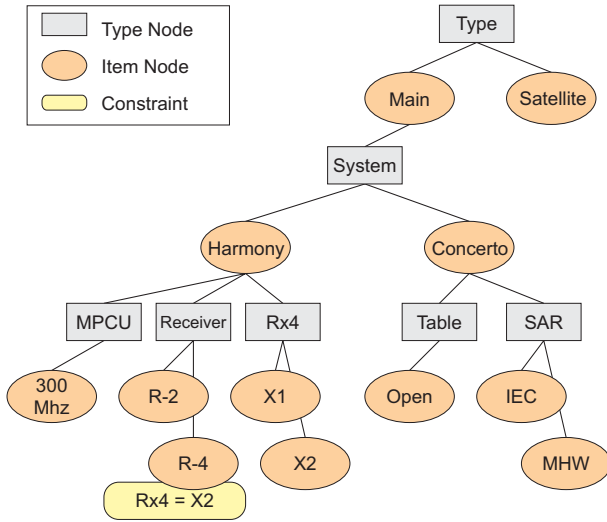 Type Node
Item Node
Constraint
Type
Main
Satellite
System
Harmony
Concerto
MPCU
Receiver
Rx4
Table
SAR
300
Mhz
R-2
X1
Open
IEC
R-4
X2
MHW
Rx4 = X2